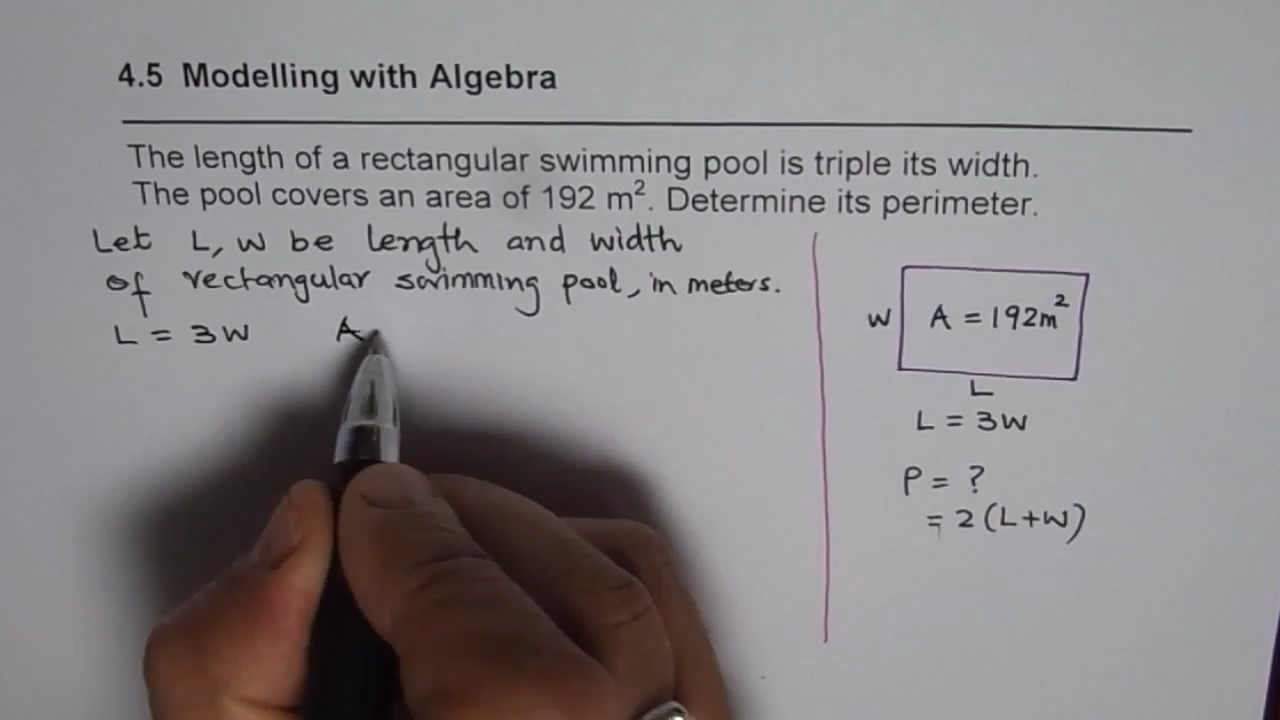 4.5 Modelling with Algebra
The length of a rectangular swimming pool is triple its width.
The pool covers an area of 192 m². Determine its perimeter.
Let L, W be length and width
of rectangular swimming pool, in meters.
L = 3W A
W A = 192m²
L
L = 3W
P = ?
= 2(L+W)